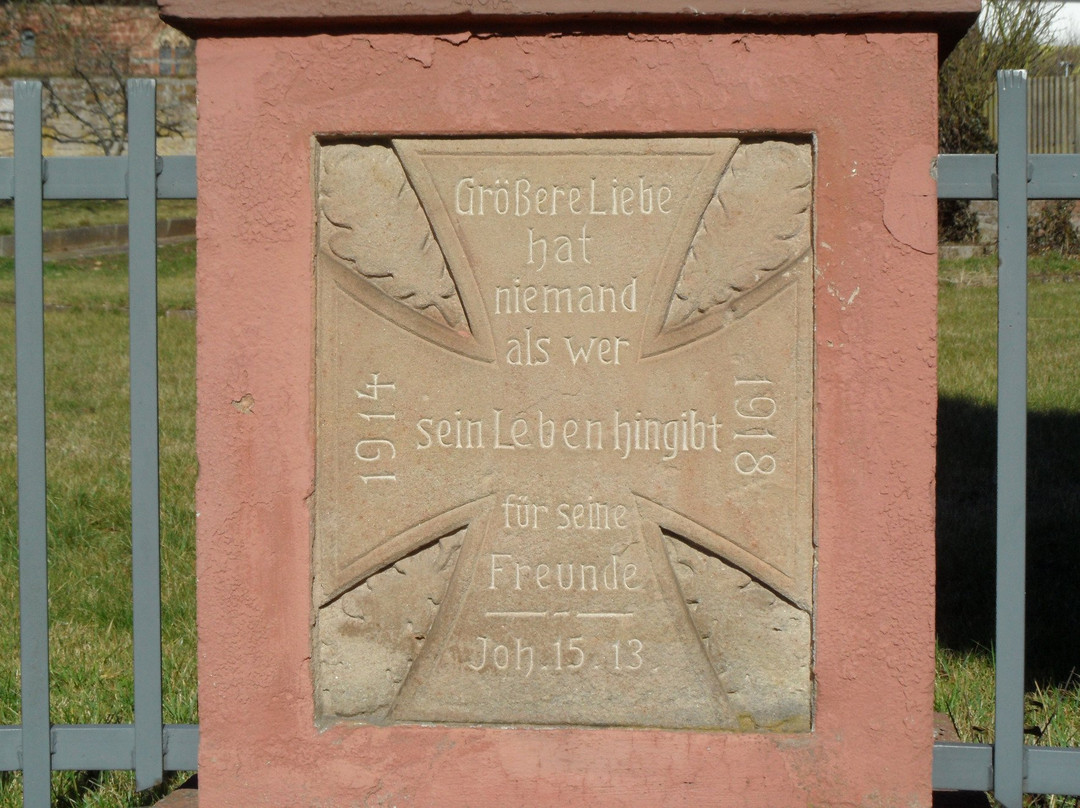 Größere Liebe
hat
niemand
als wer
1914
sein Leben hingibt
1918
für seine
Freunde
Joh. 15. 13.